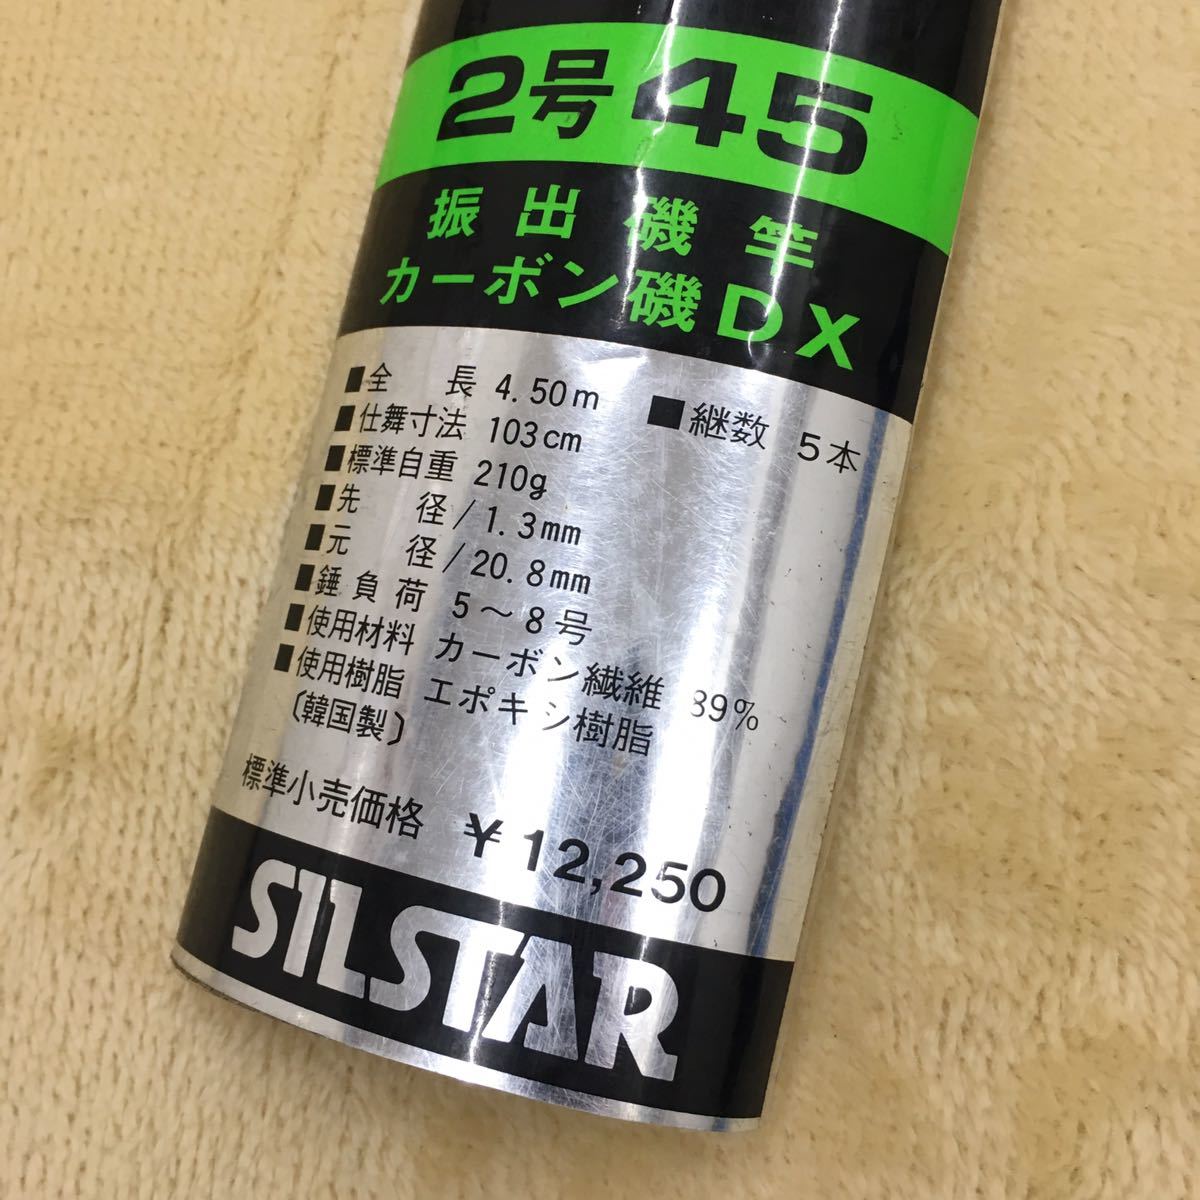 2号45
振出磯竿
カーボン磯DX
■全長 4.50m ■継数 5本
■仕舞寸法 103cm
■標準自重 210g
■先径/1.3mm
■元径/20.8mm
■錘負荷 5〜8号
■使用材料 カーボン繊維 89%
■使用樹脂 エポキシ樹脂
〔韓国製〕
標準小売価格 ¥12,250
SILSTAR